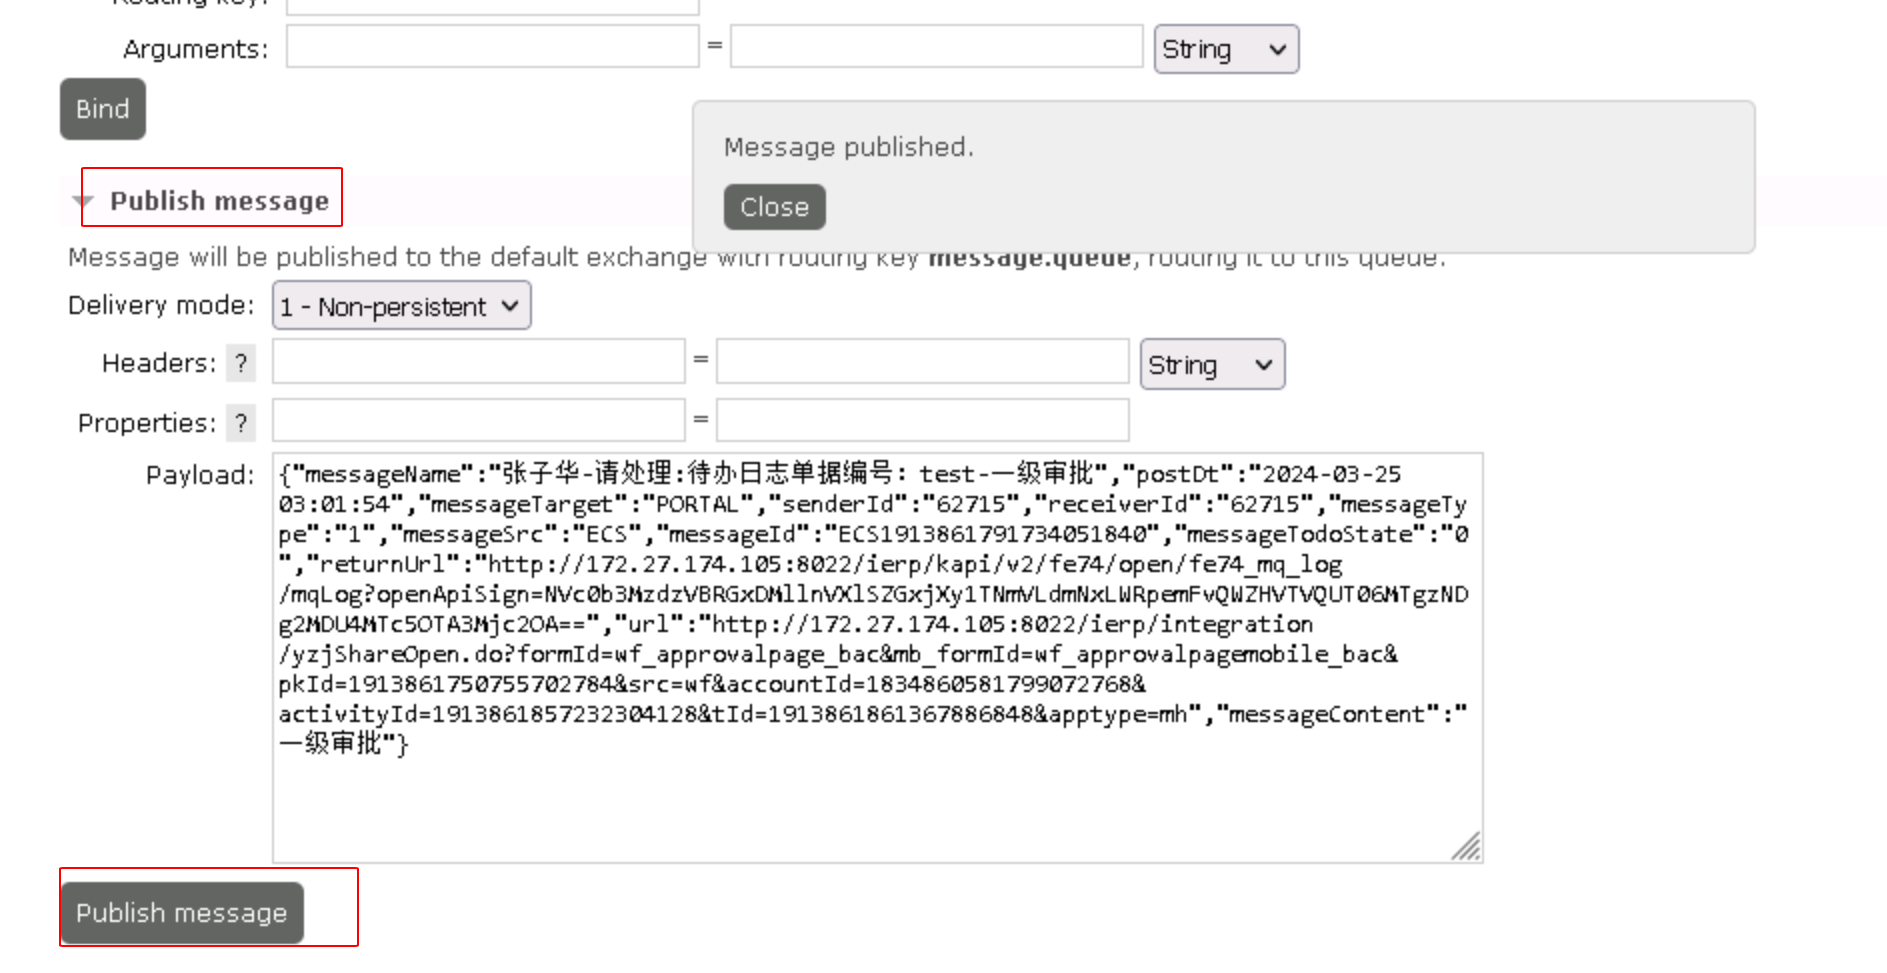 Routing key:
Arguments: = String
Bind
Message published.
Close
Publish message
Message will be published to the default exchange with routing key message.queue, routing it to this queue.
Delivery mode: 1 - Non-persistent
Headers: ? = String
Properties: ? =
Payload: {"messageName":"张子华-请处理:待办日志单据编号: test-一级审批","postDt":"2024-03-25
03:01:54","messageTarget":"PORTAL","senderId":"62715","receiverId":"62715","messageTy
pe":"1","messageSrc":"ECS","messageId":"ECS1913861791734051840","messageTodoState":"0
","returnUrl":"http://172.27.174.105:8022/ierp/kapi/v2/fe74/open/fe74_mq_log
/mqLog?openApiSign=NVc0b3MzdzVBRGxDMllnVXlSZGxjXy1TNmVLdmNxLWRpemFvQWZHVTVQUT06MTgzND
g2MDU4MTc5OTA3Mjc2OA==","url":"http://172.27.174.105:8022/ierp/integration
/yzjShareOpen.do?formId=wf_approvalpage_bac&mb_formId=wf_approvalpagemobile_bac&
pkId=1913861750755702784&src=wf&accountId=1834860581799072768&
activityId=1913861857232304128&tId=1913861861367886848&apptype=mh","messageContent":"
一级审批"}
Publish message